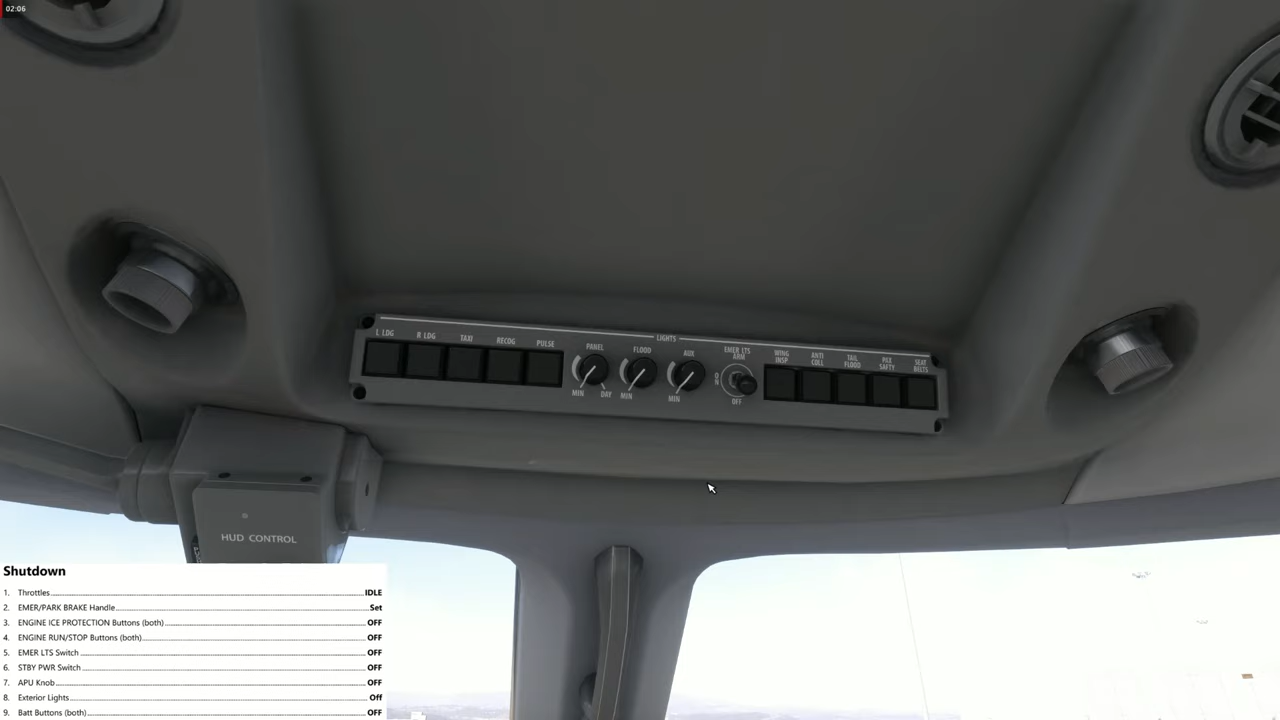 02:06
LIGHTS
L LDG R LDG TAXI RECOG PULSE
PANEL FLOOD AUX
EMER LTS
ARM
ON
OFF
MIN DAY MIN MIN
WING
INSP
ANTI
COLL
TAIL
FLOOD
PAX
SAFTY
SEAT
BELTS
HUD CONTROL
Shutdown
1. Throttles IDLE
2. EMER/PARK BRAKE Handle Set
3. ENGINE ICE PROTECTION Buttons (both) OFF
4. ENGINE RUN/STOP Buttons (both) OFF
5. EMER LTS Switch OFF
6. STBY PWR Switch OFF
7. APU Knob OFF
8. Exterior Lights Off
9. Batt Buttons (both) OFF